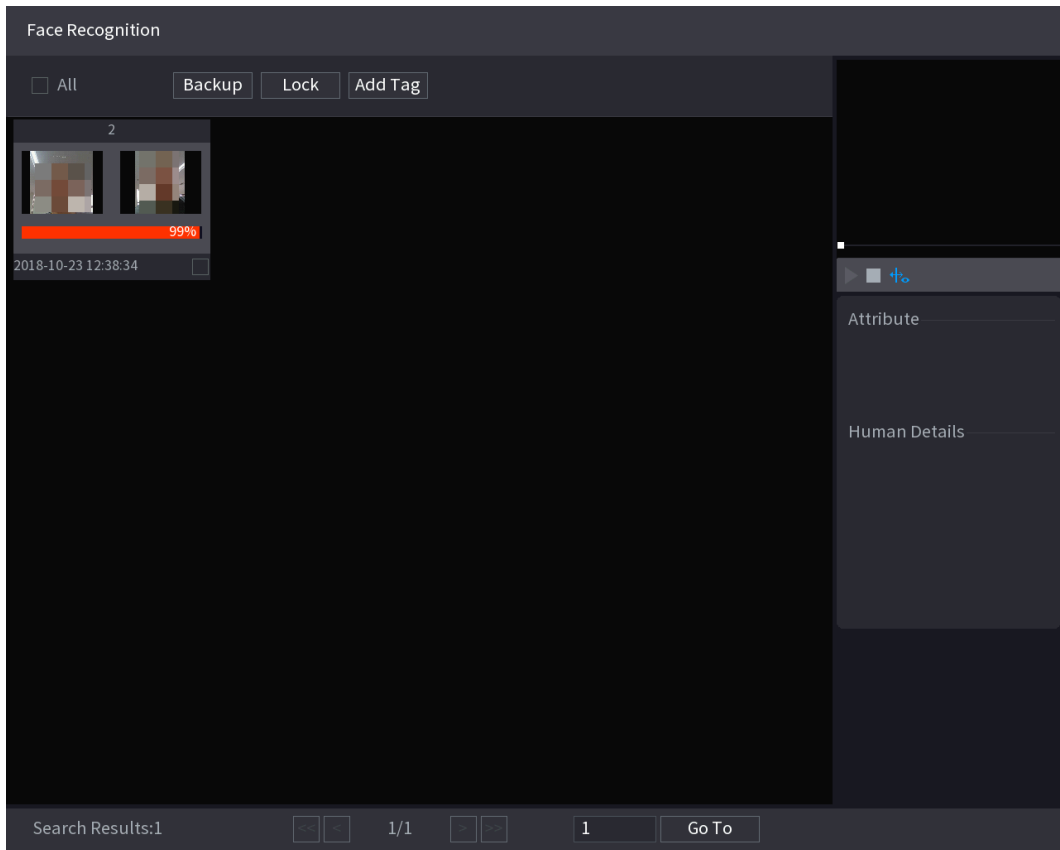 Face Recognition
All
Backup
Lock
Add Tag
2
99%
2018-10-23 12:38:34
Attribute
Human Details
Search Results:1
<<
<
1/1
>
>>
1
Go To